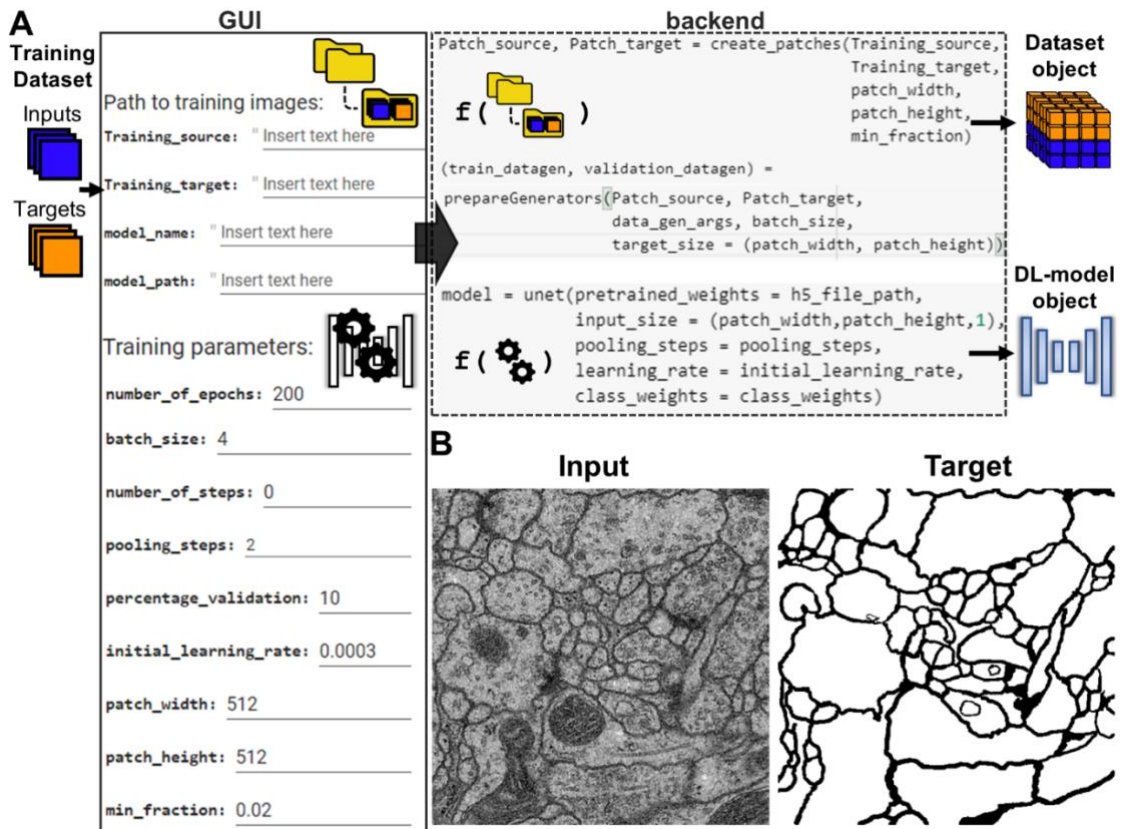 A
GUI
backend
Training
Dataset
Inputs
Targets
Path to training images:
Training_source: " Insert text here
Training_target: " Insert text here
model_name: " Insert text here
model_path: " Insert text here
Training parameters:
number_of_epochs: 200
batch_size: 4
number_of_steps: 0
pooling_steps: 2
percentage_validation: 10
initial_learning_rate: 0.0003
patch_width: 512
patch_height: 512
min_fraction: 0.02
Patch_source, Patch_target = create_patches(Training_source,
Training_target,
patch_width,
patch_height,
min_fraction)
f( )
(train_datagen, validation_datagen) =
prepareGenerators(Patch_source, Patch_target,
data_gen_args, batch_size,
target_size = (patch_width, patch_height))
model = unet(pretrained_weights = h5_file_path,
input_size = (patch_width,patch_height,1),
pooling_steps = pooling_steps,
learning_rate = initial_learning_rate,
class_weights = class_weights)
f( )
Dataset
object
DL-model
object
B
Input
Target